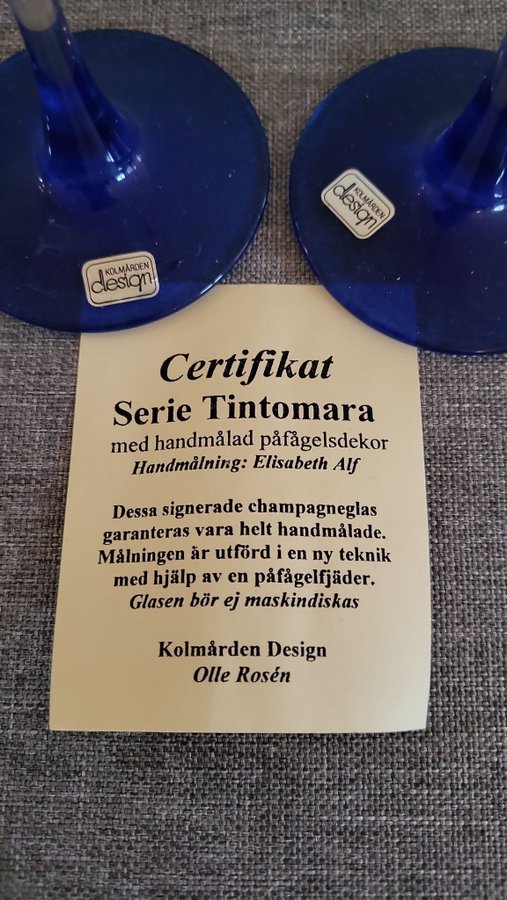 KOLMÅRDEN
design
KOLMÅRDEN
design
Certifikat
Serie Tintomara
med handmålad påfågelsdekor
Handmålning: Elisabeth Alf
Dessa signerade champagneglas
garanteras vara helt handmålade.
Målningen är utförd i en ny teknik
med hjälp av en påfågelfjäder.
Glasen bör ej maskindiskas
Kolmården Design
Olle Rosén